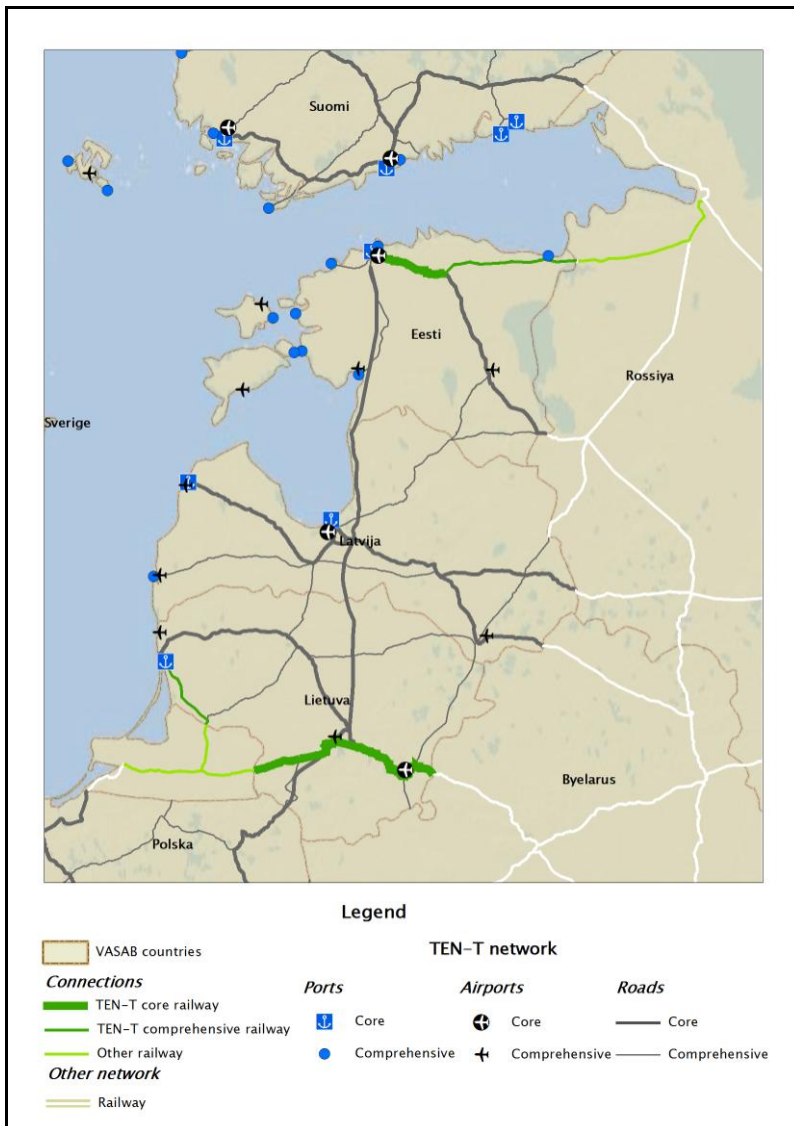 Suomi
Eesti
Rossiya
Sverige
Latvija
Lietuva
Byelarus
Polska
Legend
VASAB countries
TEN-T network
Connections
Ports
Airports
Roads
TEN-T core railway
Core
Core
Core
TEN-T comprehensive railway
Other railway
Comprehensive
Comprehensive
Comprehensive
Other network
Railway